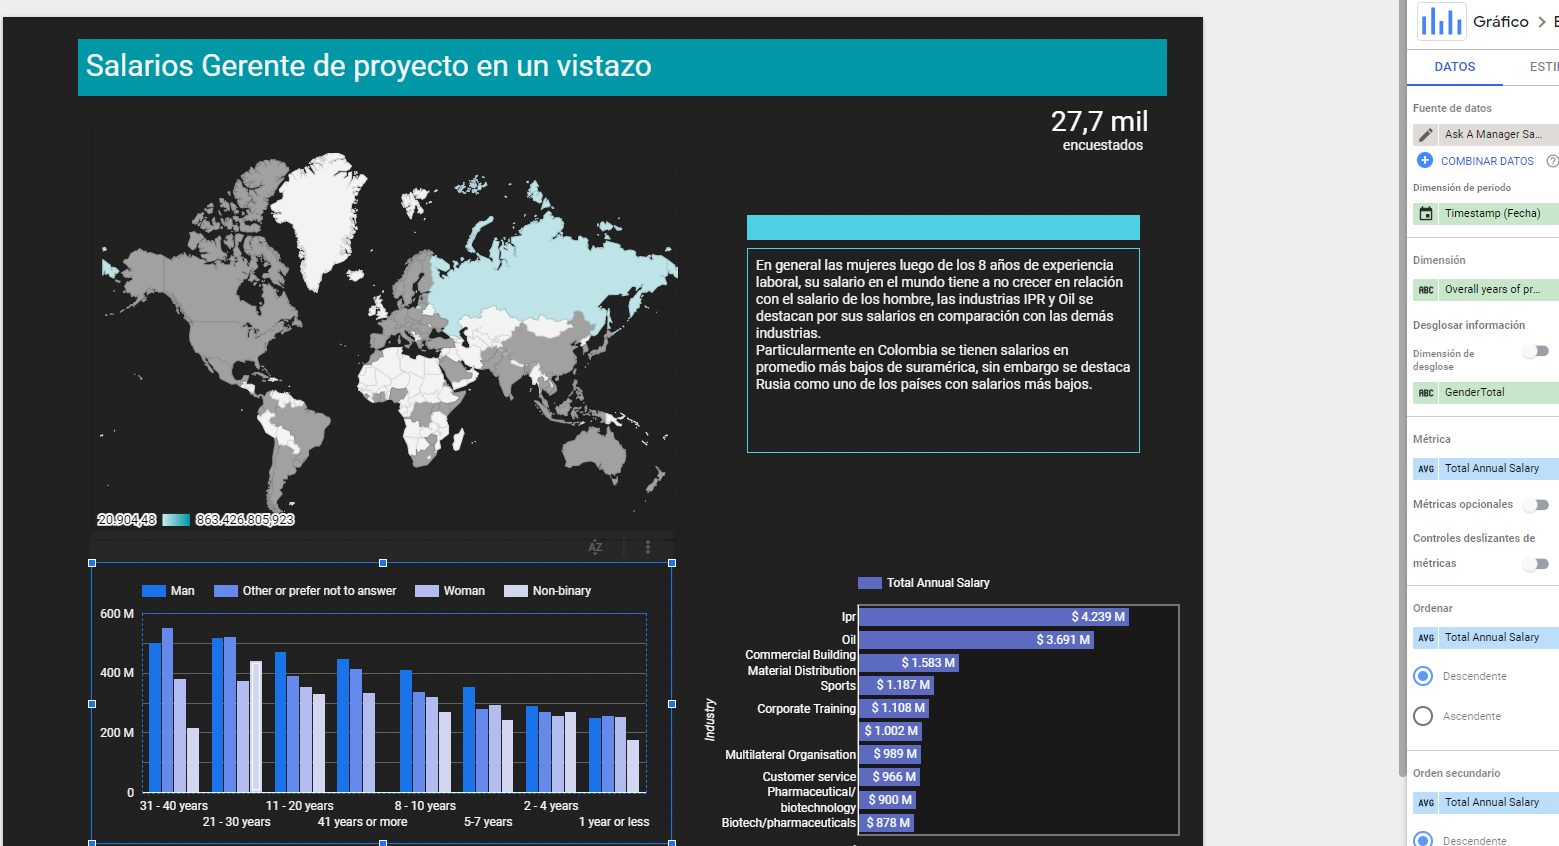 Salarios Gerente de proyecto en un vistazo
27,7 mil
encuestados
En general las mujeres luego de los 8 años de experiencia
laboral, su salario en el mundo tiene a no crecer en relación
con el salario de los hombre, las industrias IPR y Oil se
destacan por sus salarios en comparación con las demás
industrias.
Particularmente en Colombia se tienen salarios en
promedio más bajos de suramérica, sin embargo se destaca
Rusia como uno de los países con salarios más bajos.
20.904,48 863.426.805,923
AZ
Man Other or prefer not to answer Woman Non-binary
600 M
400 M
200 M
0
31 - 40 years 11 - 20 years 8 - 10 years 2 - 4 years
21 - 30 years 41 years or more 5-7 years 1 year or less
Total Annual Salary
Industry
Ipr $ 4.239 M
Oil $ 3.691 M
Commercial Building
Material Distribution $ 1.583 M
Sports $ 1.187 M
Corporate Training $ 1.108 M
$ 1.002 M
Multilateral Organisation $ 989 M
Customer service $ 966 M
Pharmaceutical/
biotechnology $ 900 M
Biotech/pharmaceuticals $ 878 M
Gráfico > E
DATOS ESTI
Fuente de datos
Ask A Manager Sa...
COMBINAR DATOS ?
Dimensión de periodo
Timestamp (Fecha)
Dimensión
ABC Overall years of pr...
Desglosar información
Dimensión de
desglose
ABC GenderTotal
Métrica
AVG Total Annual Salary
Métricas opcionales
Controles deslizantes de
métricas
Ordenar
AVG Total Annual Salary
Descendente
Ascendente
Orden secundario
AVG Total Annual Salary
Descendente